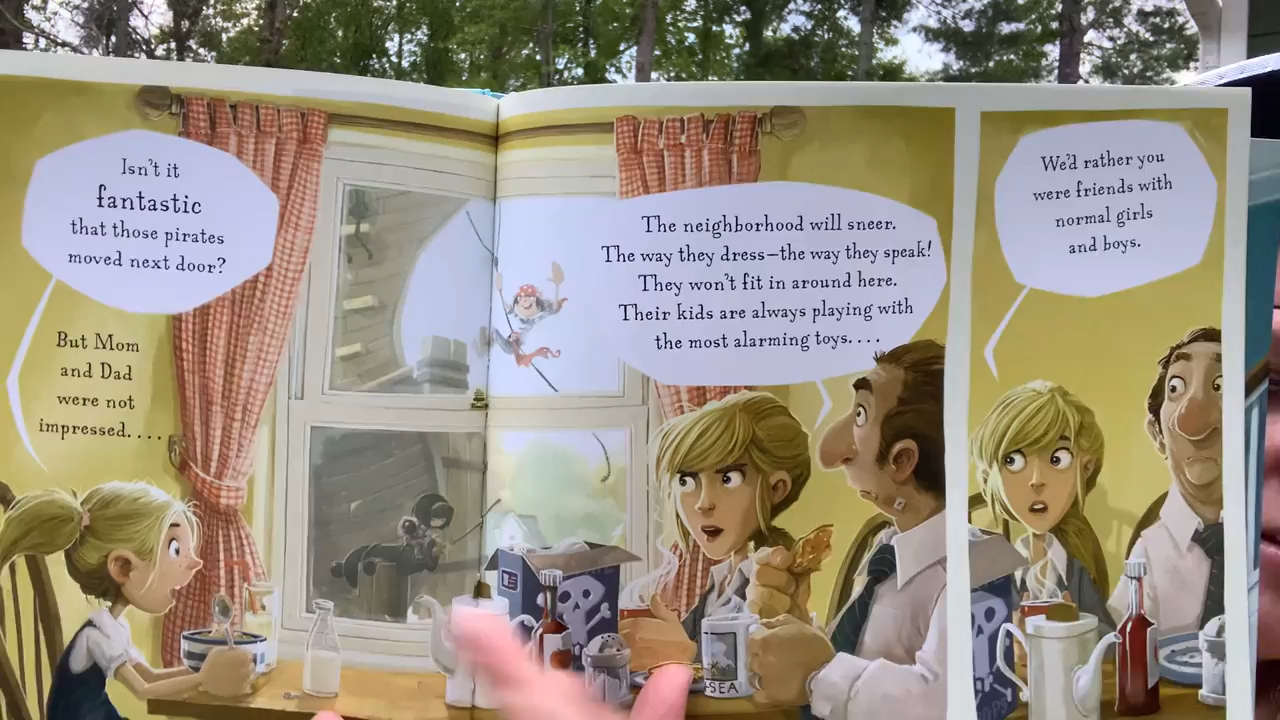 Isn't it
fantastic
that those pirates
moved next door?
But Mom
and Dad
were not
impressed....
The neighborhood will sneer.
The way they dress—the way they speak!
They won't fit in around here.
Their kids are always playing with
the most alarming toys....
We'd rather you
were friends with
normal girls
and boys.
SEA